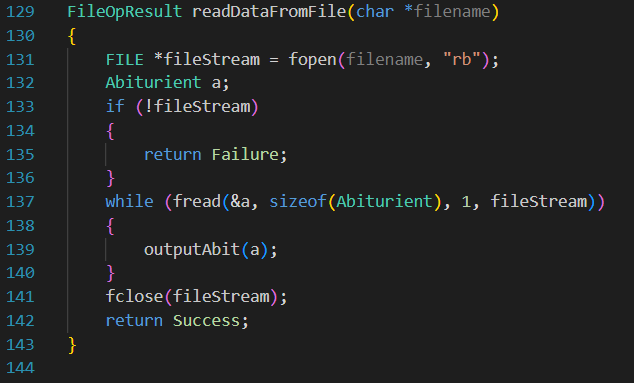 129 FileOpResult readDataFromFile(char *filename)
130 {
131     FILE *fileStream = fopen(filename, "rb");
132     Abiturient a;
133     if (!fileStream)
134     {
135         return Failure;
136     }
137     while (fread(&a, sizeof(Abiturient), 1, fileStream))
138     {
139         outputAbit(a);
140     }
141     fclose(fileStream);
142     return Success;
143 }
144